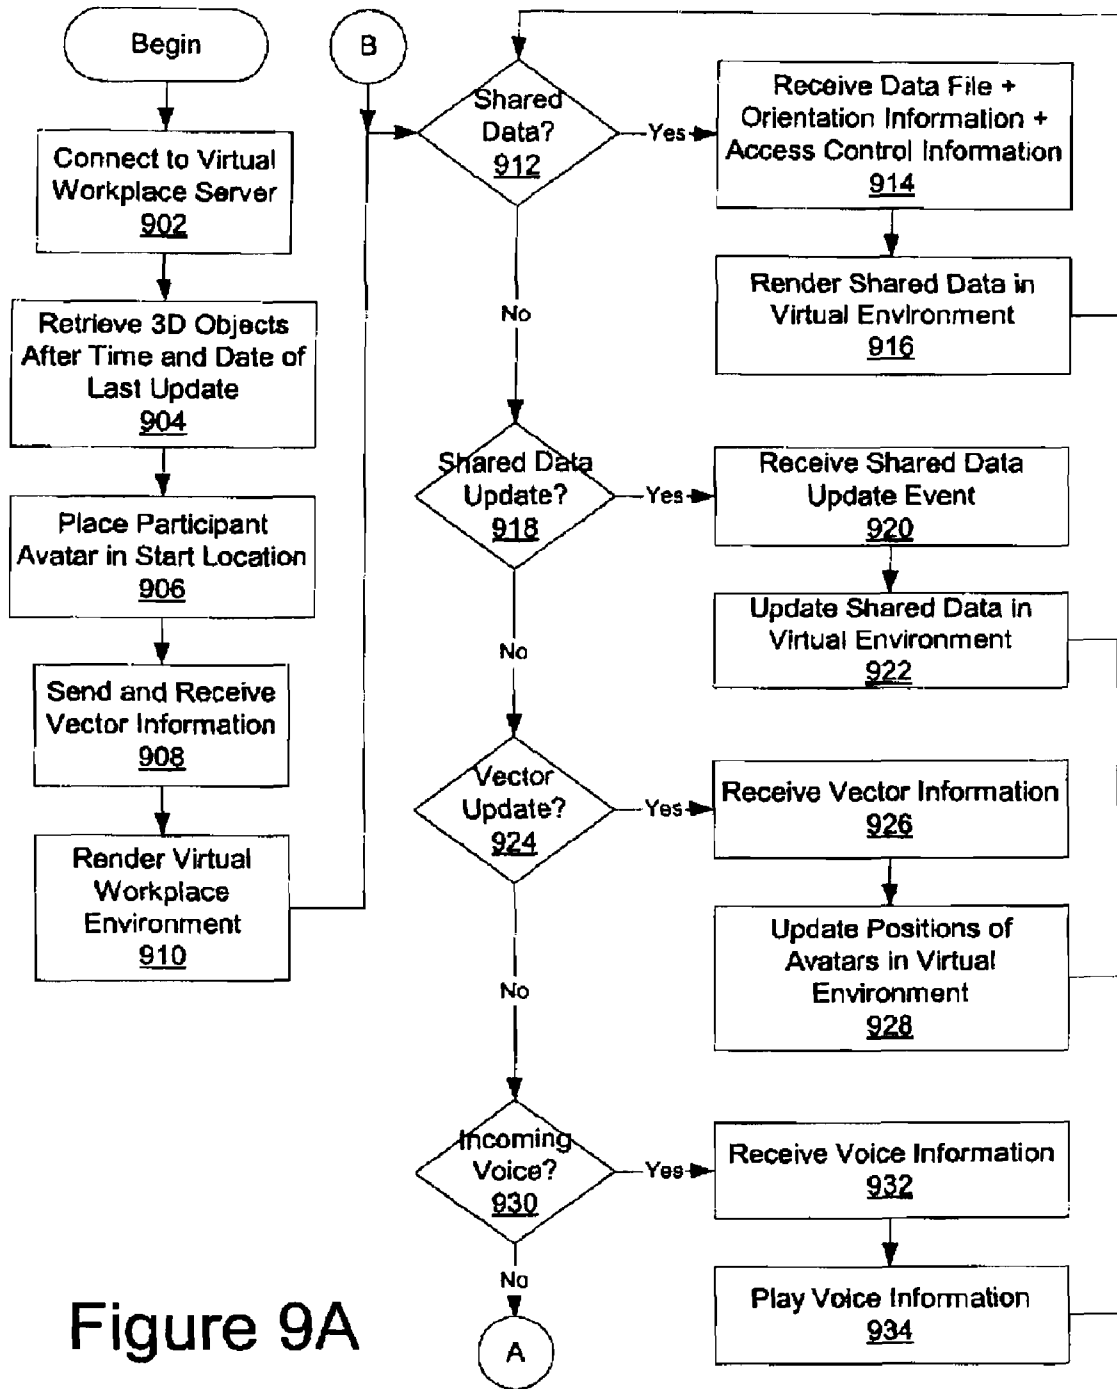 Begin
Connect to Virtual
Workplace Server
902
Retrieve 3D Objects
After Time and Date of
Last Update
904
Place Participant
Avatar in Start Location
906
Send and Receive
Vector Information
908
Render Virtual
Workplace
Environment
910
B
Shared
Data?
912
Yes
No
Receive Data File +
Orientation Information +
Access Control Information
914
Render Shared Data in
Virtual Environment
916
Shared Data
Update?
918
Yes
No
Receive Shared Data
Update Event
920
Update Shared Data in
Virtual Environment
922
Vector
Update?
924
Yes
No
Receive Vector Information
926
Update Positions of
Avatars in Virtual
Environment
928
Incoming
Voice?
930
Yes
No
Receive Voice Information
932
Play Voice Information
934
A
Figure 9A